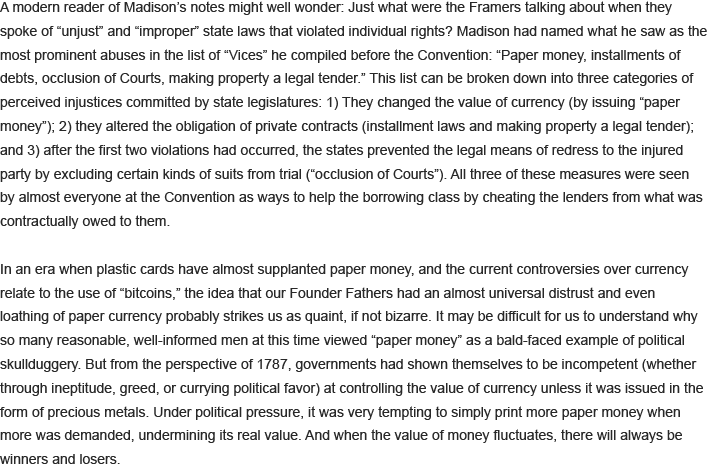 A modern reader of Madison's notes might well wonder: Just what were the Framers talking about when they
spoke of “unjust” and “improper” state laws that violated individual rights? Madison had named what he saw as the
most prominent abuses in the list of “Vices” he compiled before the Convention: “Paper money, installments of
debts, occlusion of Courts, making property a legal tender.” This list can be broken down into three categories of
perceived injustices committed by state legislatures: 1) They changed the value of currency (by issuing “paper
money”); 2) they altered the obligation of private contracts (installment laws and making property a legal tender);
and 3) after the first two violations had occurred, the states prevented the legal means of redress to the injured
party by excluding certain kinds of suits from trial (“occlusion of Courts”). All three of these measures were seen
by almost everyone at the Convention as ways to help the borrowing class by cheating the lenders from what was
contractually owed to them.

In an era when plastic cards have almost supplanted paper money, and the current controversies over currency
relate to the use of “bitcoins,” the idea that our Founder Fathers had an almost universal distrust and even
loathing of paper currency probably strikes us as quaint, if not bizarre. It may be difficult for us to understand why
so many reasonable, well-informed men at this time viewed “paper money” as a bald-faced example of political
skullduggery. But from the perspective of 1787, governments had shown themselves to be incompetent (whether
through ineptitude, greed, or currying political favor) at controlling the value of currency unless it was issued in the
form of precious metals. Under political pressure, it was very tempting to simply print more paper money when
more was demanded, undermining its real value. And when the value of money fluctuates, there will always be
winners and losers.